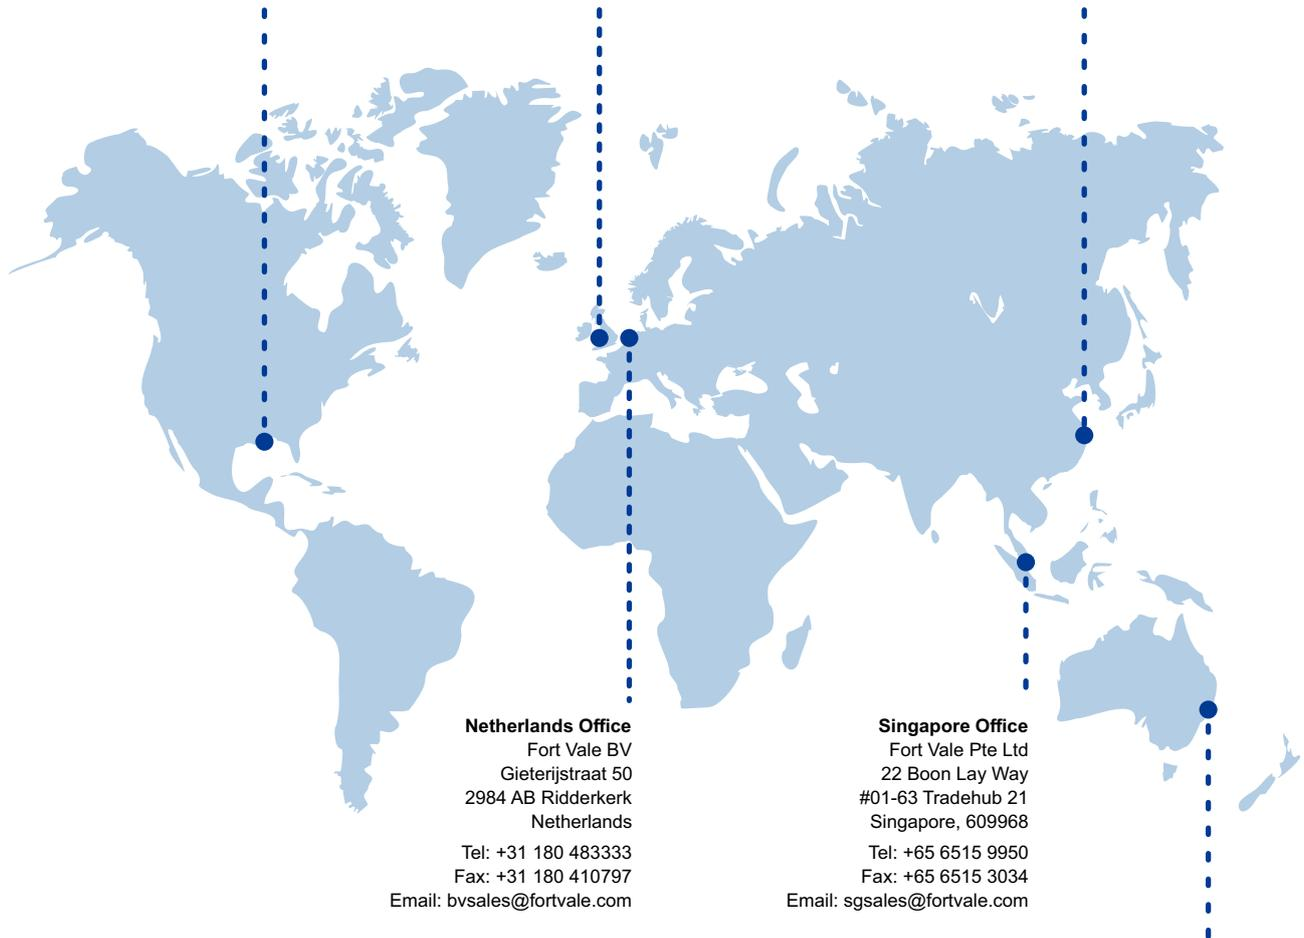 Netherlands Office
Fort Vale BV
Gieterijstraat 50
2984 AB Ridderkerk
Netherlands
Tel: +31 180 483333
Fax: +31 180 410797
Email: bvsales@fortvale.com
Singapore Office
Fort Vale Pte Ltd
22 Boon Lay Way
#01-63 Tradehub 21
Singapore, 609968
Tel: +65 6515 9950
Fax: +65 6515 3034
Email: sgsales@fortvale.com